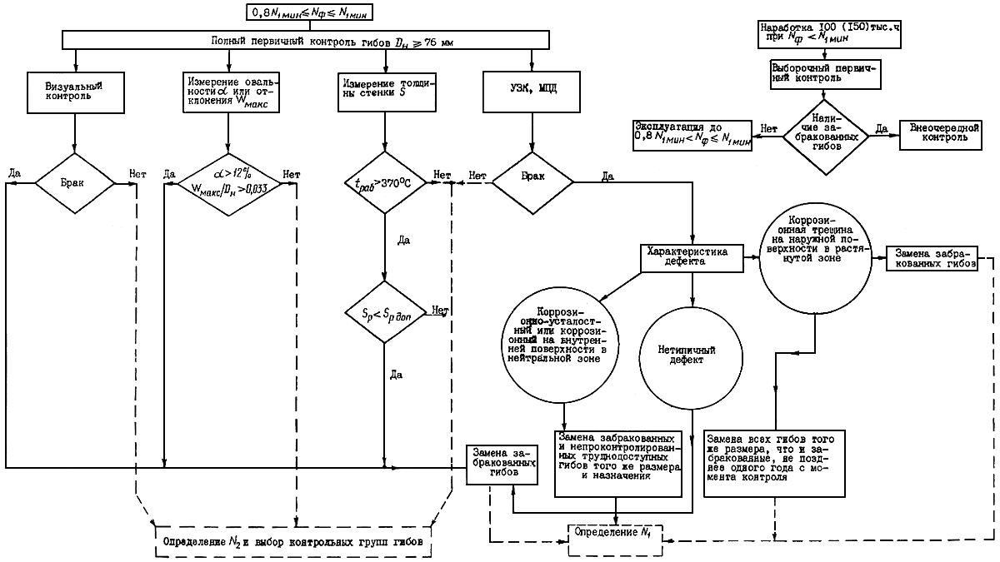 0,8 N₁мин ≤ Nф ≤ N₁мин
Полный первичный контроль гибов Dн ⩾ 76 мм
Визуальный
контроль
Измерение оваль-
ности α или от-
клонения Wмакс
Измерение толщи-
ны стенки S
УЗК, МПД
Наработка 100 (150) тыс.ч
при Nф < N₁мин
Выборочный первич-
ный контроль
Нали-
чие за-
бракованных
гибов
Нет
Да
Эксплуатация до
0,8 N₁мин < Nф ≤ N₁мин
Внеочередной
контроль
Да
Брак
Нет
Да
α > 12%
Wмакс/Dн > 0,033
Нет
tраб > 370°С
Нет
Нет
Брак
Да
Да
Sр < Sр доп
Нет
Да
Характеристика
дефекта
Коррози-
онная трещина
на наружной по-
верхности в растя-
нутой зоне
Замена забра-
кованных гибов
Коррози-
онно-усталост-
ный или коррози-
онный на внутрен-
ней поверхности в
нейтральной зоне
Нетипичный
дефект
Замена за-
бракованных
гибов
Замена забракованных
и непроконтролирован-
ных труднодоступных
гибов того же размера
и назначения
Замена всех гибов того
же размера, что и за-
бракованные, не позд-
нее одного года с мо-
мента контроля
Определение N₂ и выбор контрольных групп гибов
Определение N₁